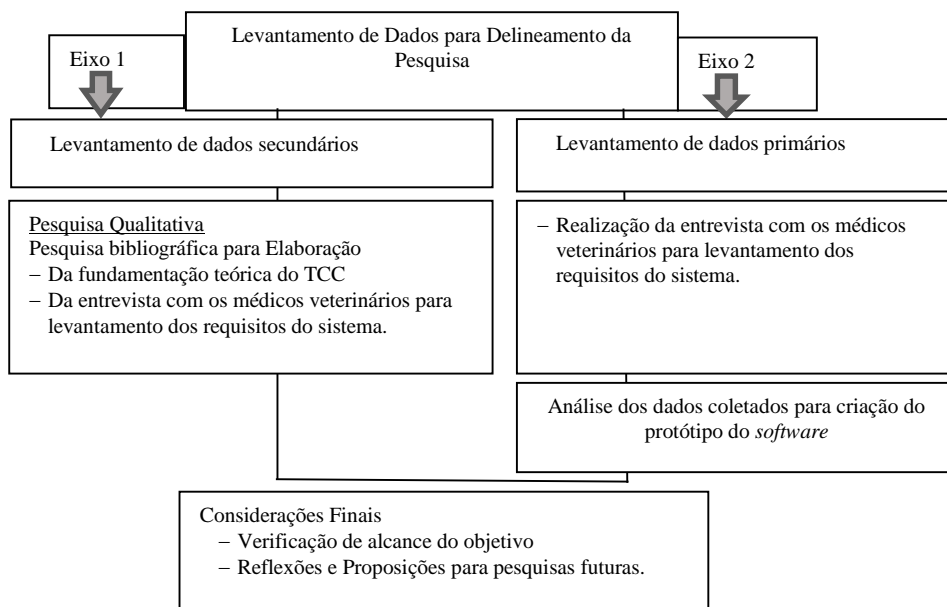 Levantamento de Dados para Delineamento da
Pesquisa
Eixo 1
Eixo 2
Levantamento de dados secundários
Levantamento de dados primários
Pesquisa Qualitativa
Pesquisa bibliográfica para Elaboração
– Da fundamentação teórica do TCC
– Da entrevista com os médicos veterinários para
levantamento dos requisitos do sistema.
– Realização da entrevista com os médicos
veterinários para levantamento dos
requisitos do sistema.
Análise dos dados coletados para criação do
protótipo do software
Considerações Finais
– Verificação de alcance do objetivo
– Reflexões e Proposições para pesquisas futuras.